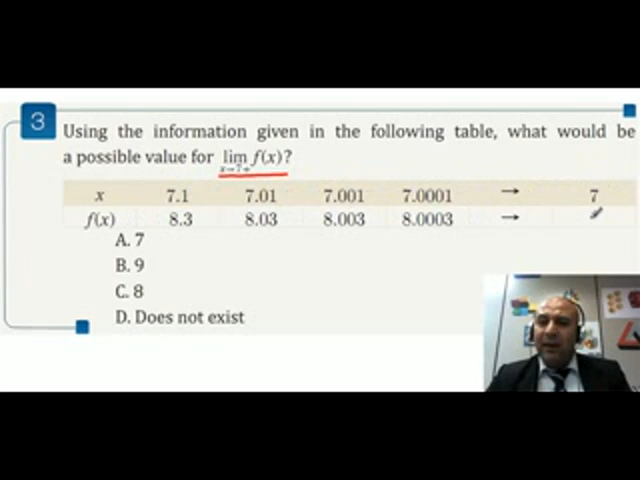 3
Using the information given in the following table, what would be
a possible value for lim f(x)?
x→7+
x 7.1 7.01 7.001 7.0001 → 7
f(x) 8.3 8.03 8.003 8.0003 →
A. 7
B. 9
C. 8
D. Does not exist